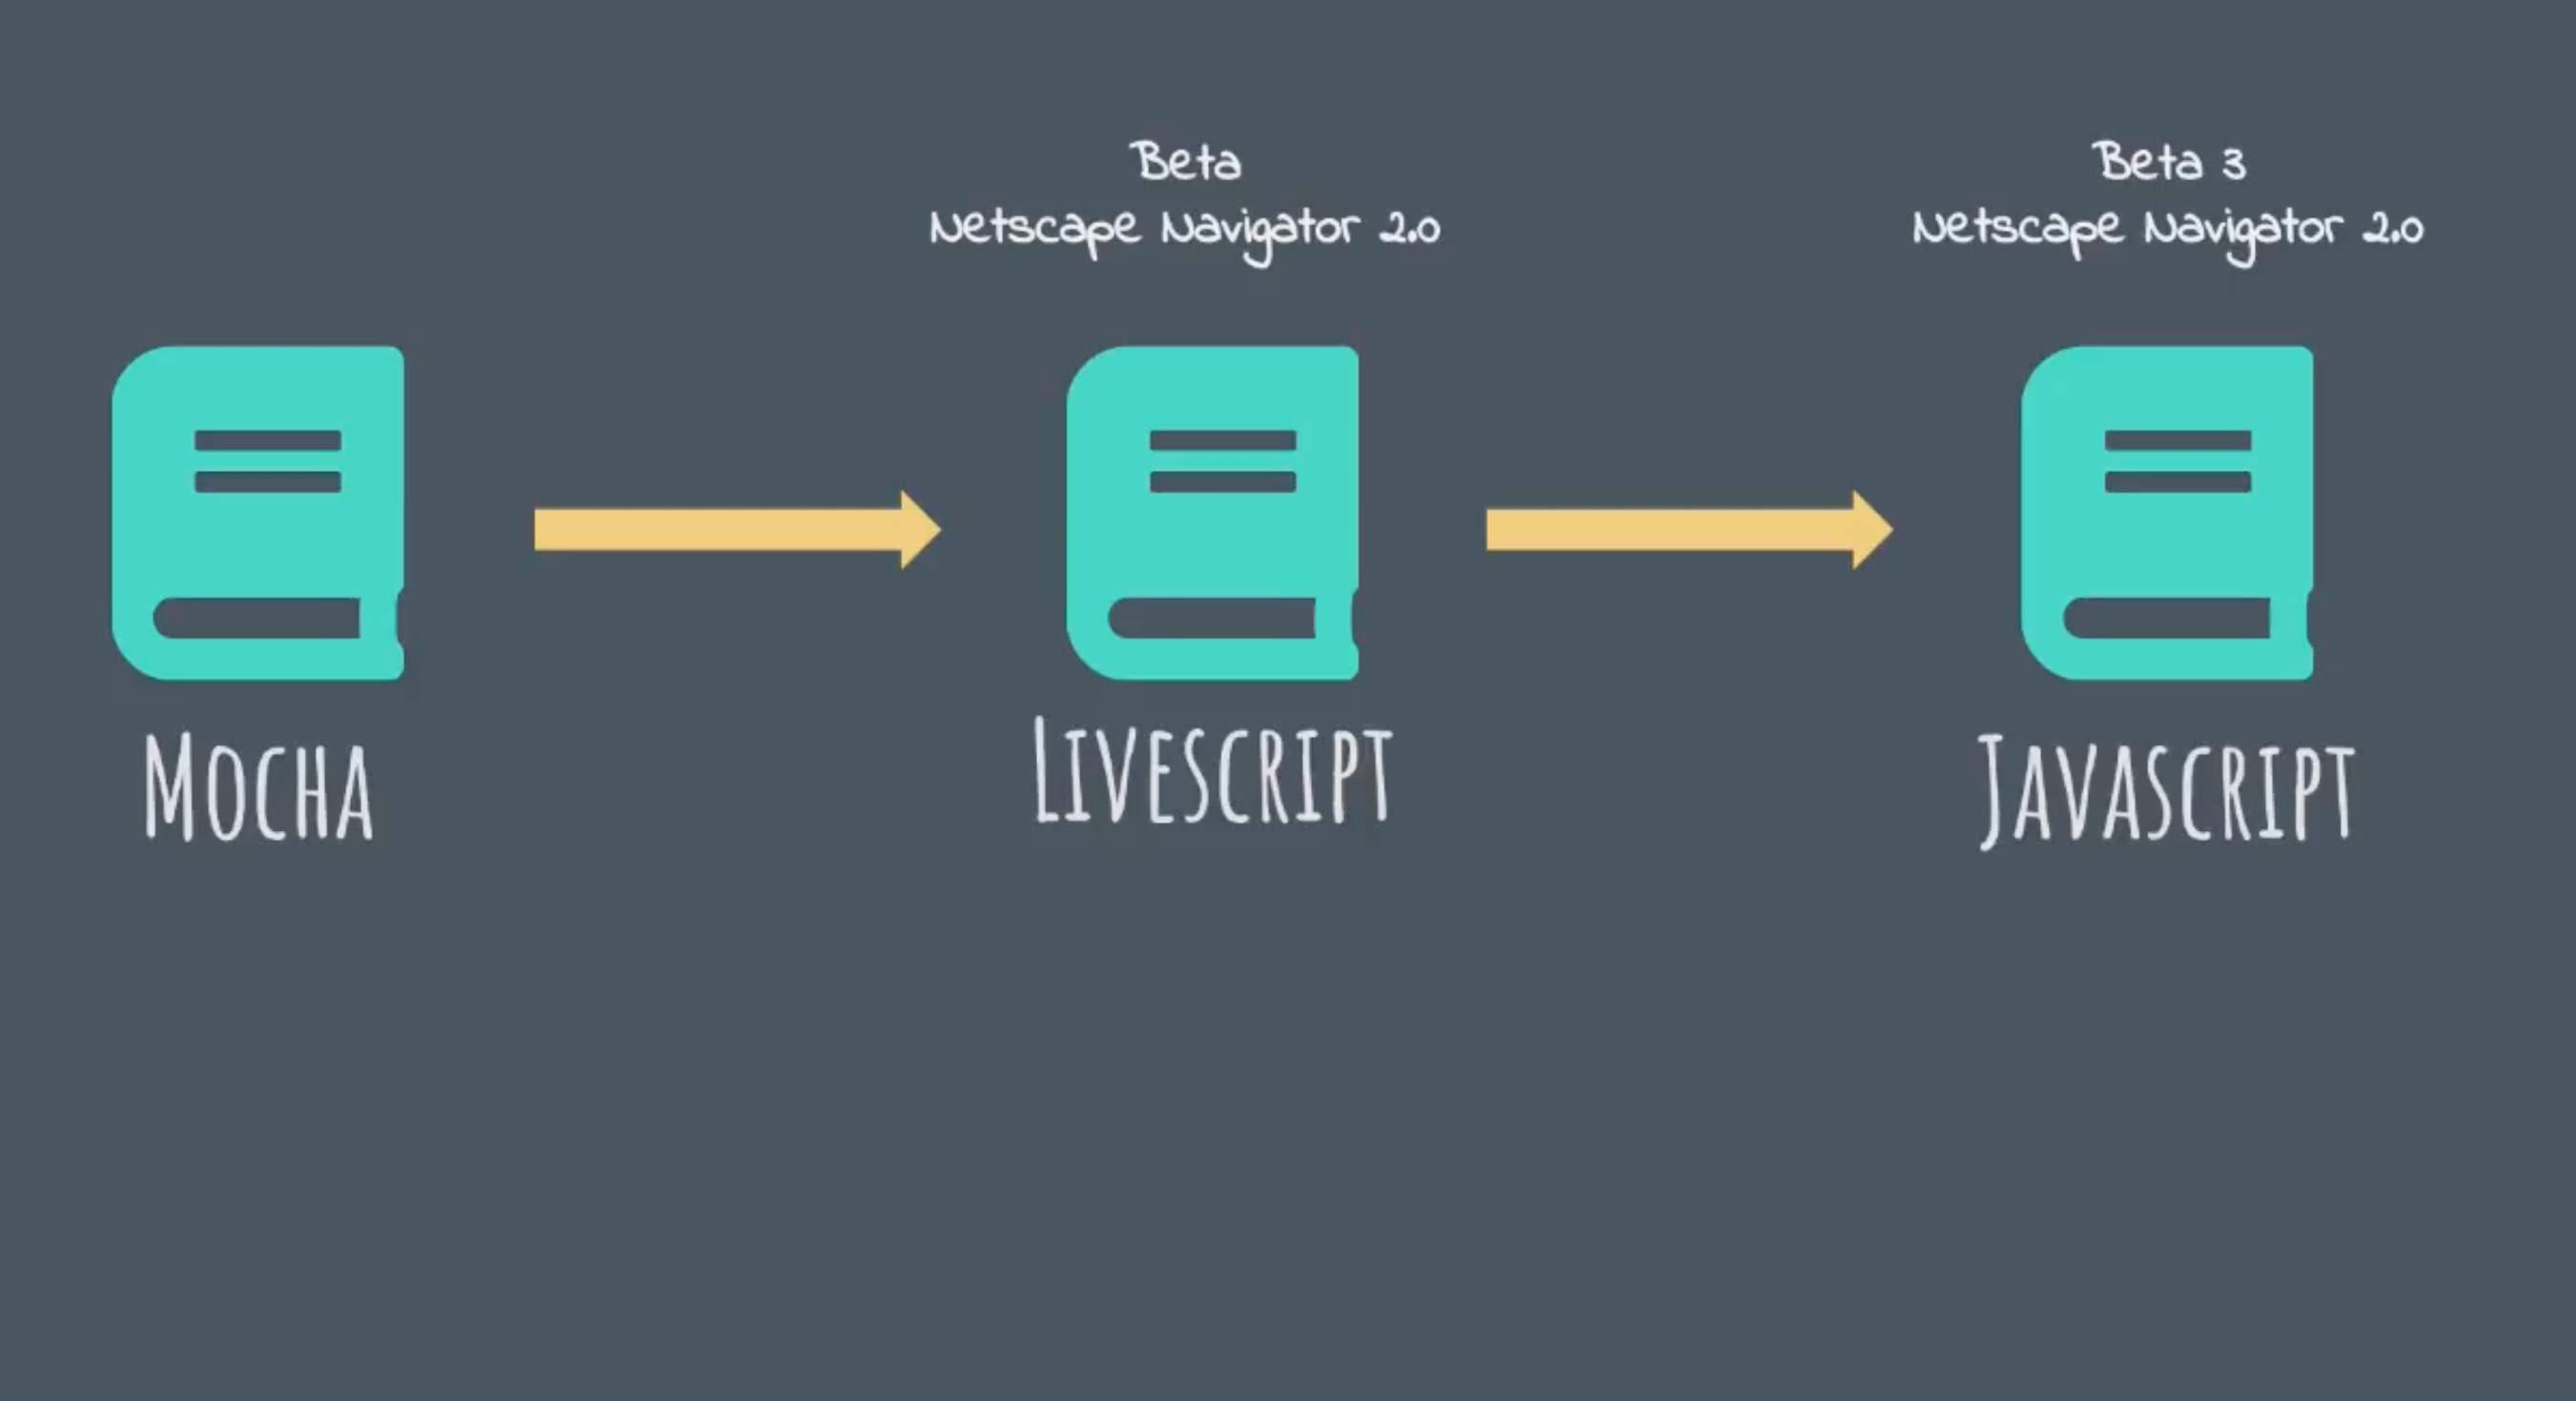 Beta
Netscape Navigator 2.0
Beta 3
Netscape Navigator 2.0
Mocha
Livescript
Javascript